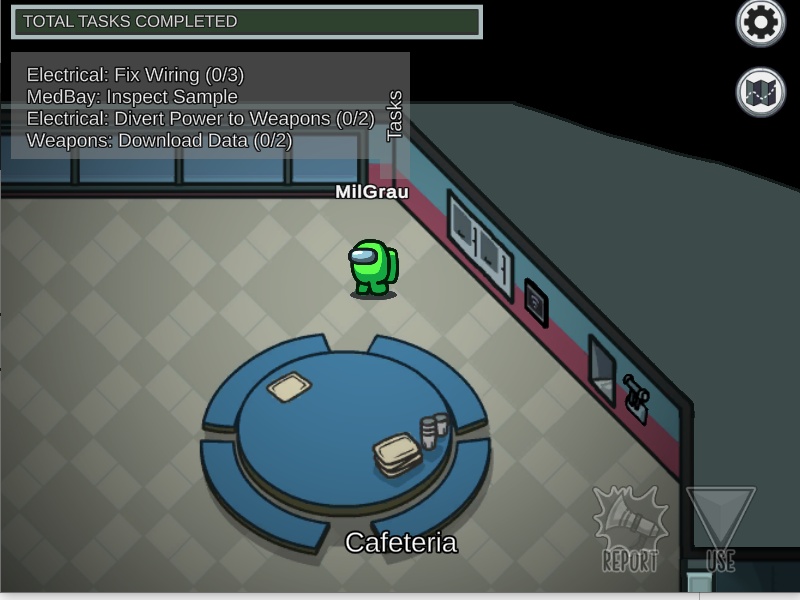 TOTAL TASKS COMPLETED
Electrical: Fix Wiring (0/3)
MedBay: Inspect Sample
Electrical: Divert Power to Weapons (0/2)
Weapons: Download Data (0/2)
Tasks
MilGrau
Cafeteria
REPORT
USE